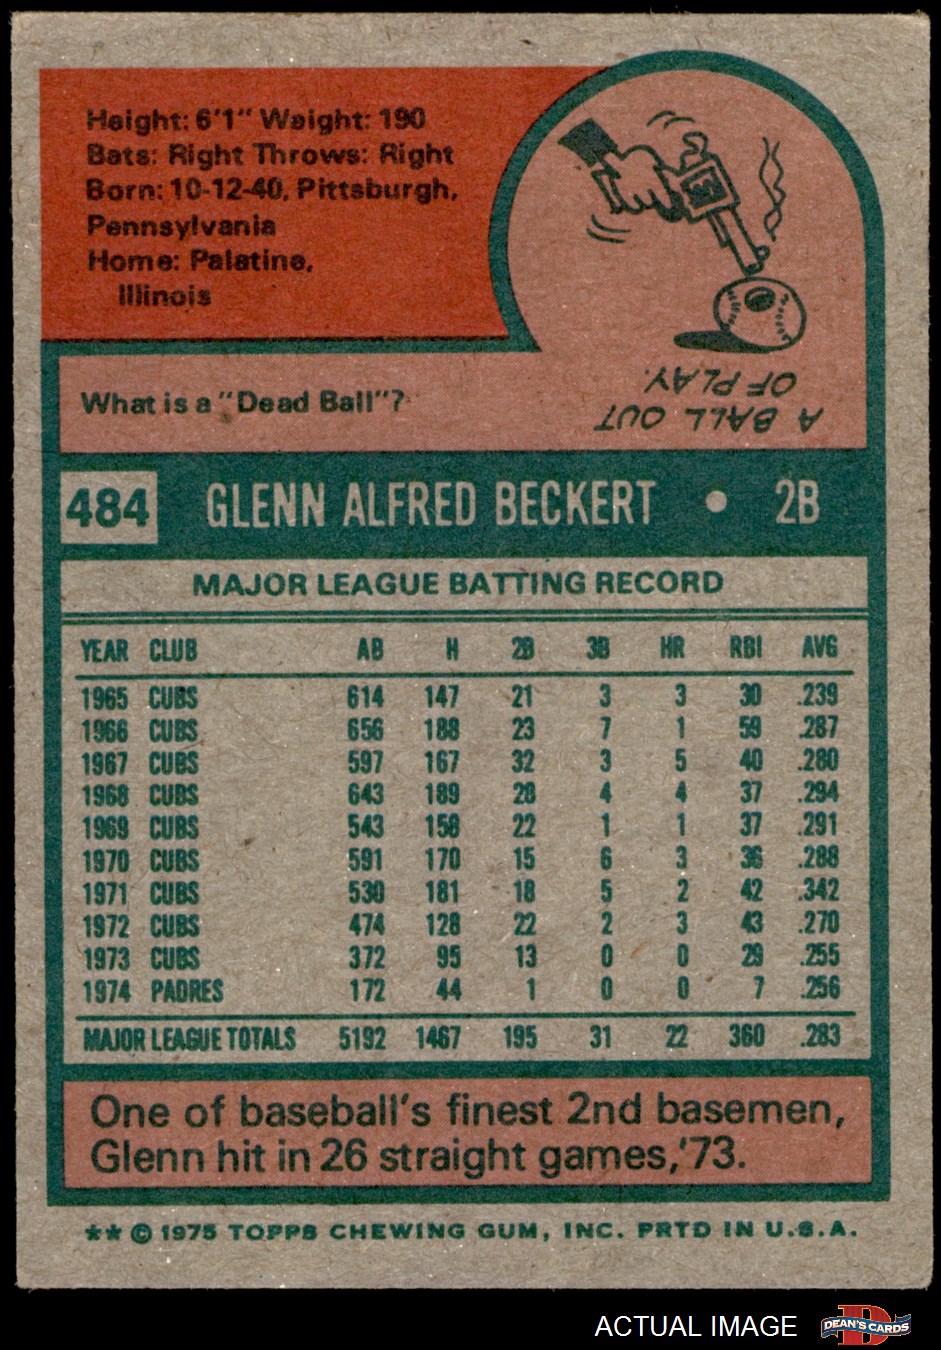 Height: 6'1" Weight: 190
Bats: Right Throws: Right
Born: 10-12-40, Pittsburgh,
Pennsylvania
Home: Palatine,
Illinois
What is a "Dead Ball"?
A BALL OUT
OF PLAY.
484 GLENN ALFRED BECKERT • 2B
MAJOR LEAGUE BATTING RECORD
YEAR CLUB AB H 2B 3B HR RBI AVG
1965 CUBS 614 147 21 3 3 30 .239
1966 CUBS 656 188 23 7 1 59 .287
1967 CUBS 597 167 32 3 5 40 .280
1968 CUBS 643 189 28 4 4 37 .294
1969 CUBS 543 158 22 1 1 37 .291
1970 CUBS 591 170 15 6 3 36 .288
1971 CUBS 530 181 18 5 2 42 .342
1972 CUBS 474 128 22 2 3 43 .270
1973 CUBS 372 95 13 0 0 29 .255
1974 PADRES 172 44 1 0 0 7 .256
MAJOR LEAGUE TOTALS 5192 1467 195 31 22 360 .283
One of baseball's finest 2nd basemen,
Glenn hit in 26 straight games,'73.
** © 1975 TOPPS CHEWING GUM, INC. PRTD IN U.S.A.
ACTUAL IMAGE D DEAN'S CARDS